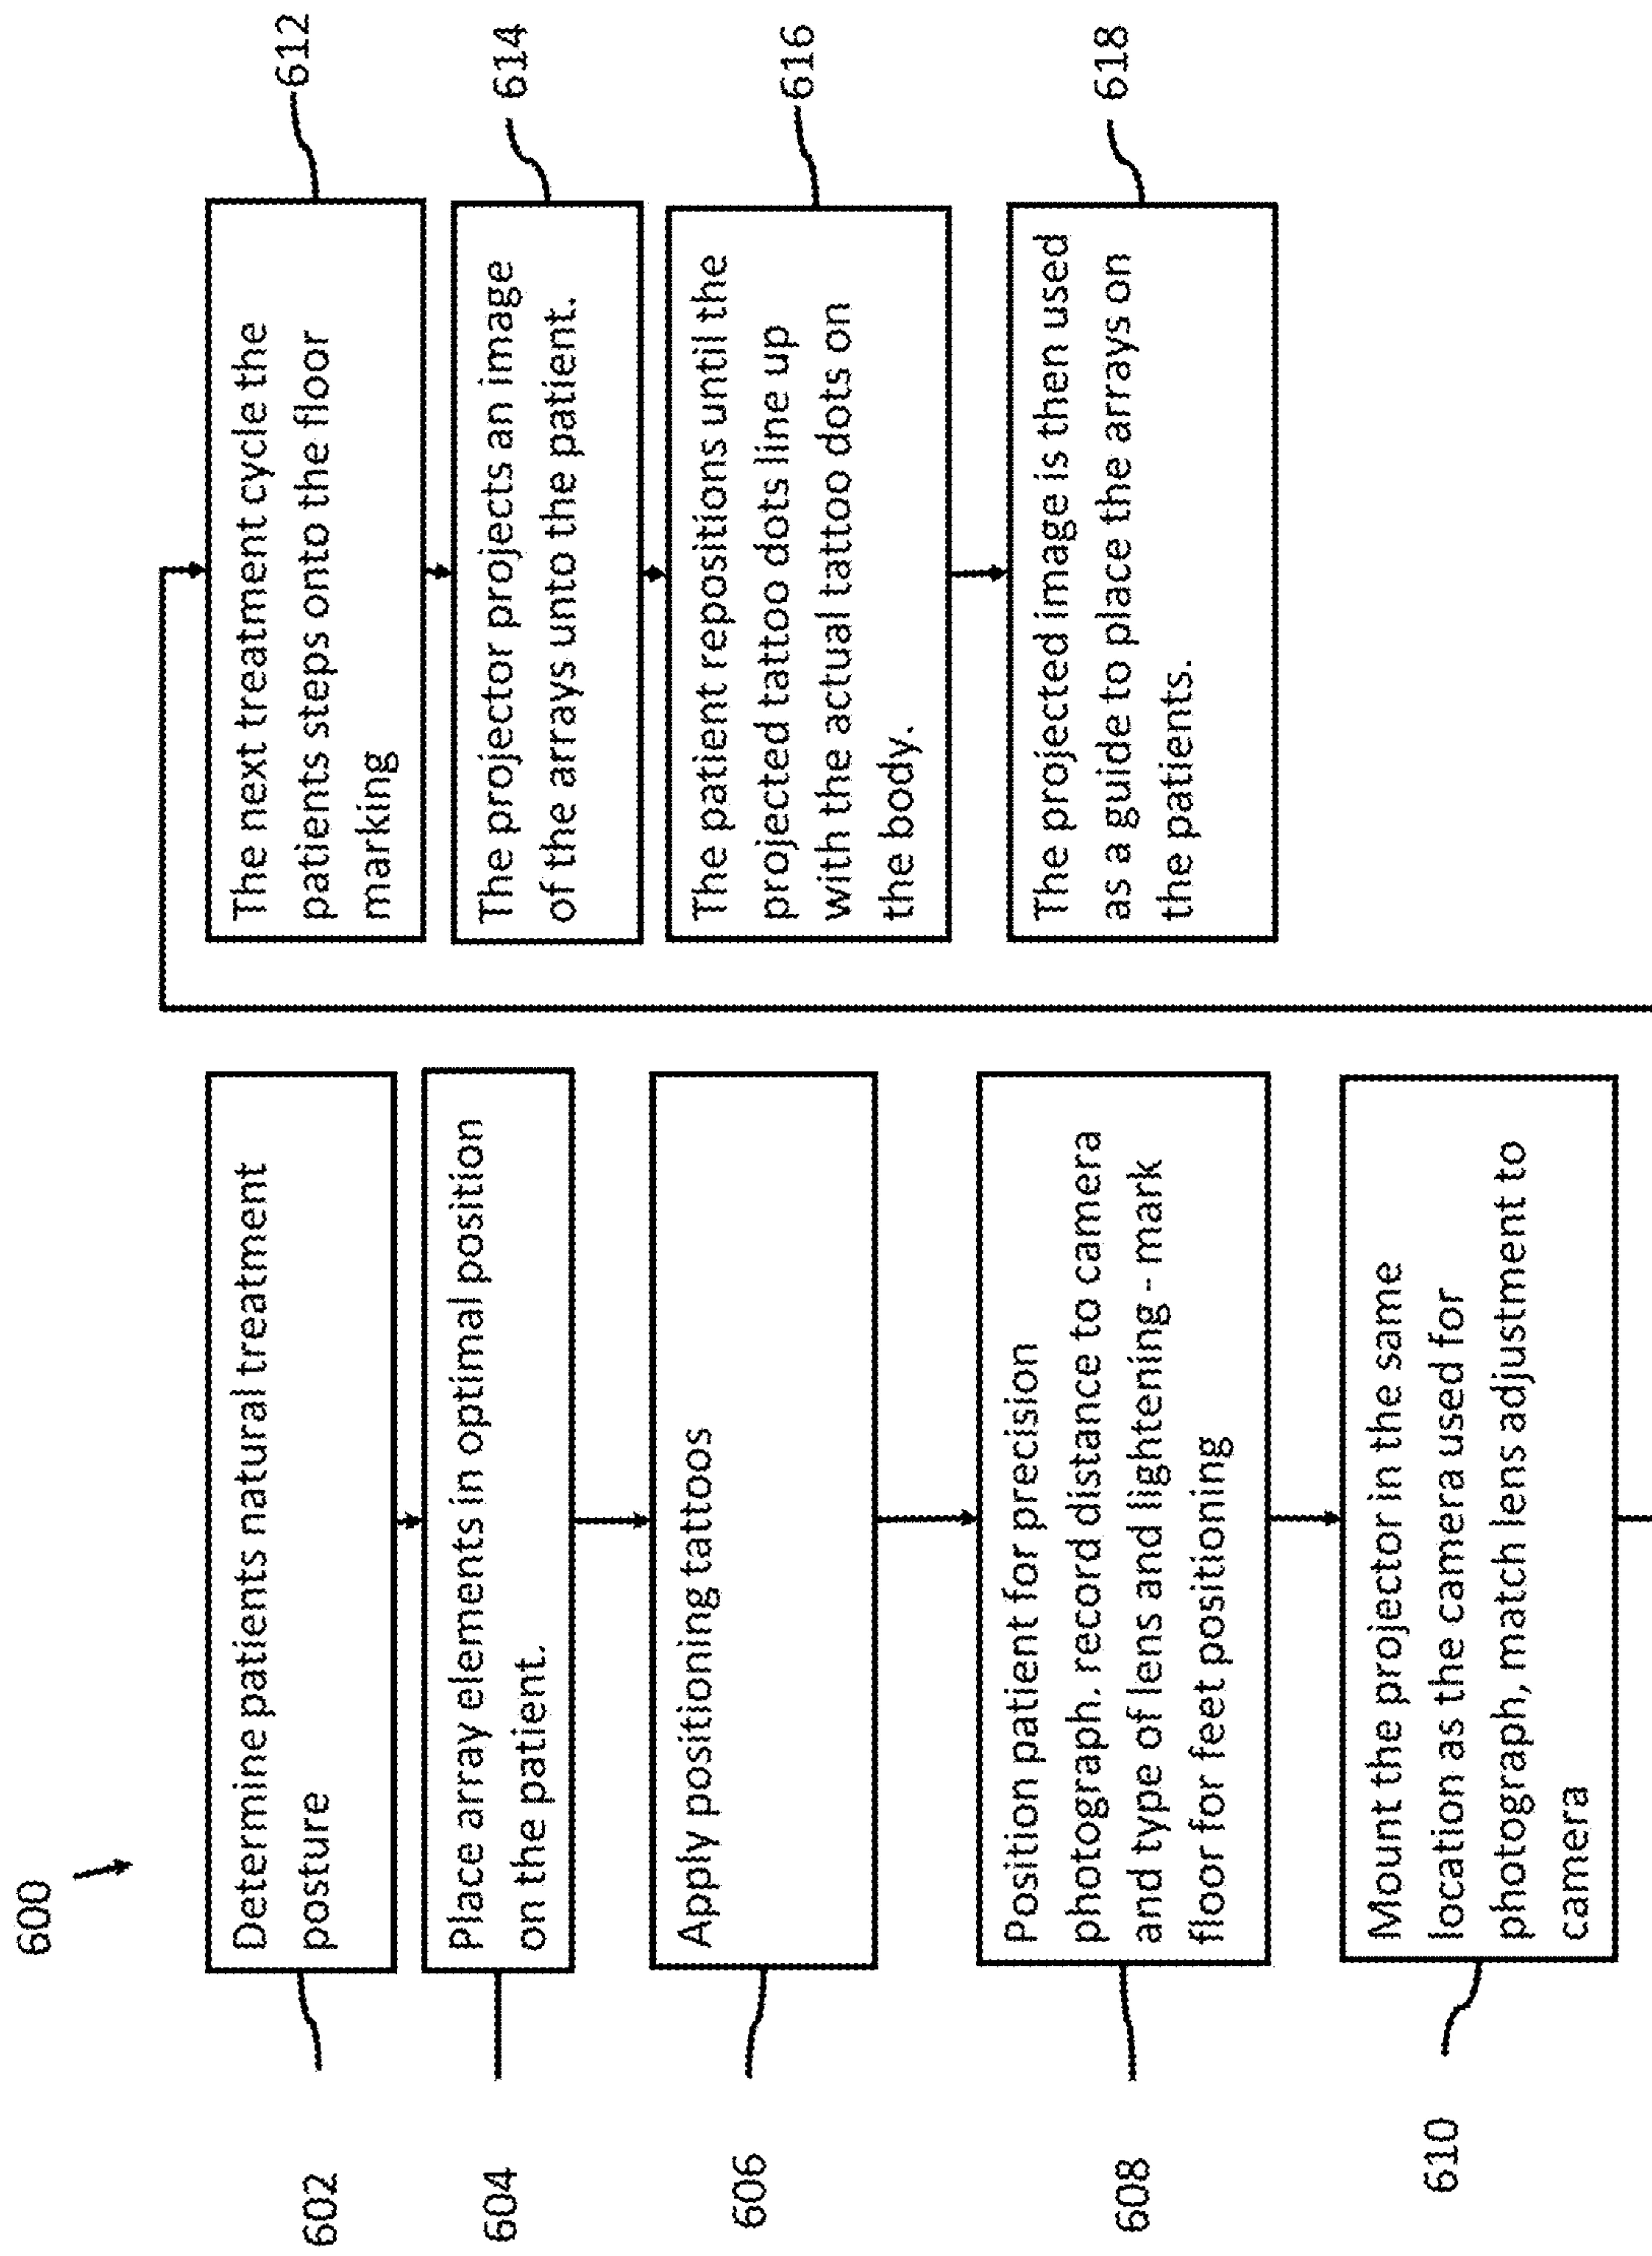 600
602
Determine patients natural treatment
posture
604
Place array elements in optimal position
on the patient.
606
Apply positioning tattoos
608
Position patient for precision
photograph. record distance to camera
and type of lens and lightening - mark
floor for feet positioning
610
Mount the projector in the same
location as the camera used for
photograph, match lens adjustment to
camera
612
The next treatment cycle the
patients steps onto the floor
marking
614
The projector projects an image
of the arrays unto the patient.
616
The patient repositions until the
projected tattoo dots line up
with the actual tattoo dots on
the body.
618
The projected image is then used
as a guide to place the arrays on
the patients.